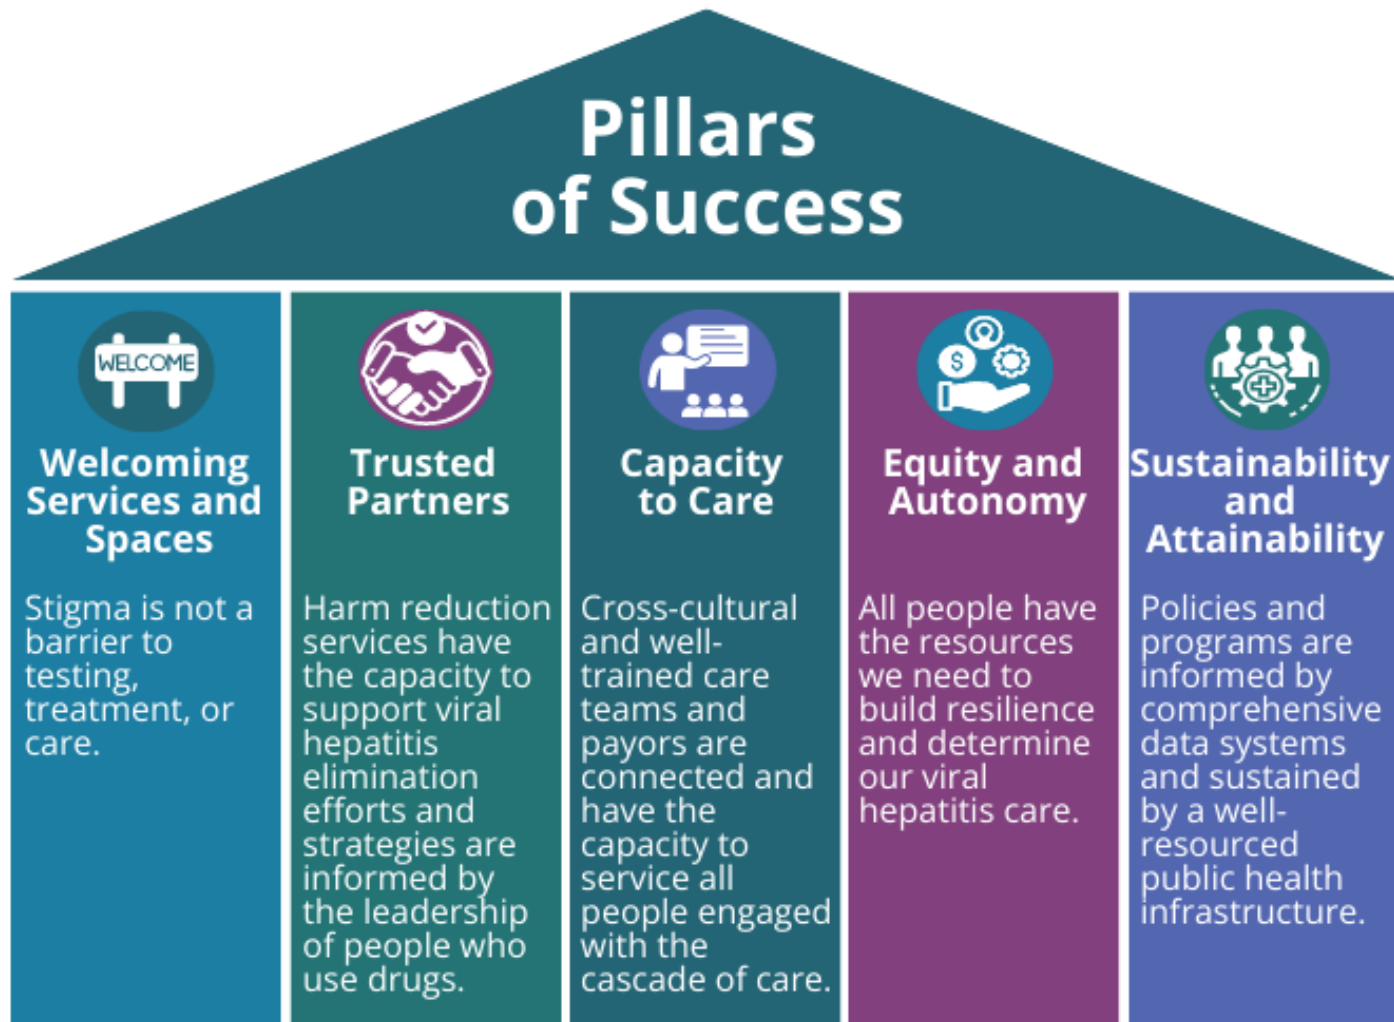 Pillars
of Success
WELCOME
Welcoming
Services and
Spaces
Stigma is not a
barrier to
testing,
treatment, or
care.
Trusted
Partners
Harm reduction
services have
the capacity to
support viral
hepatitis
elimination
efforts and
strategies are
informed by
the leadership
of people who
use drugs.
Capacity
to Care
Cross-cultural
and well-
trained care
teams and
payors are
connected and
have the
capacity to
service all
people engaged
with the
cascade of care.
$
Equity and
Autonomy
All people have
the resources
we need to
build resilience
and determine
our viral
hepatitis care.
Sustainability
and
Attainability
Policies and
programs are
informed by
comprehensive
data systems
and sustained
by a well-
resourced
public health
infrastructure.